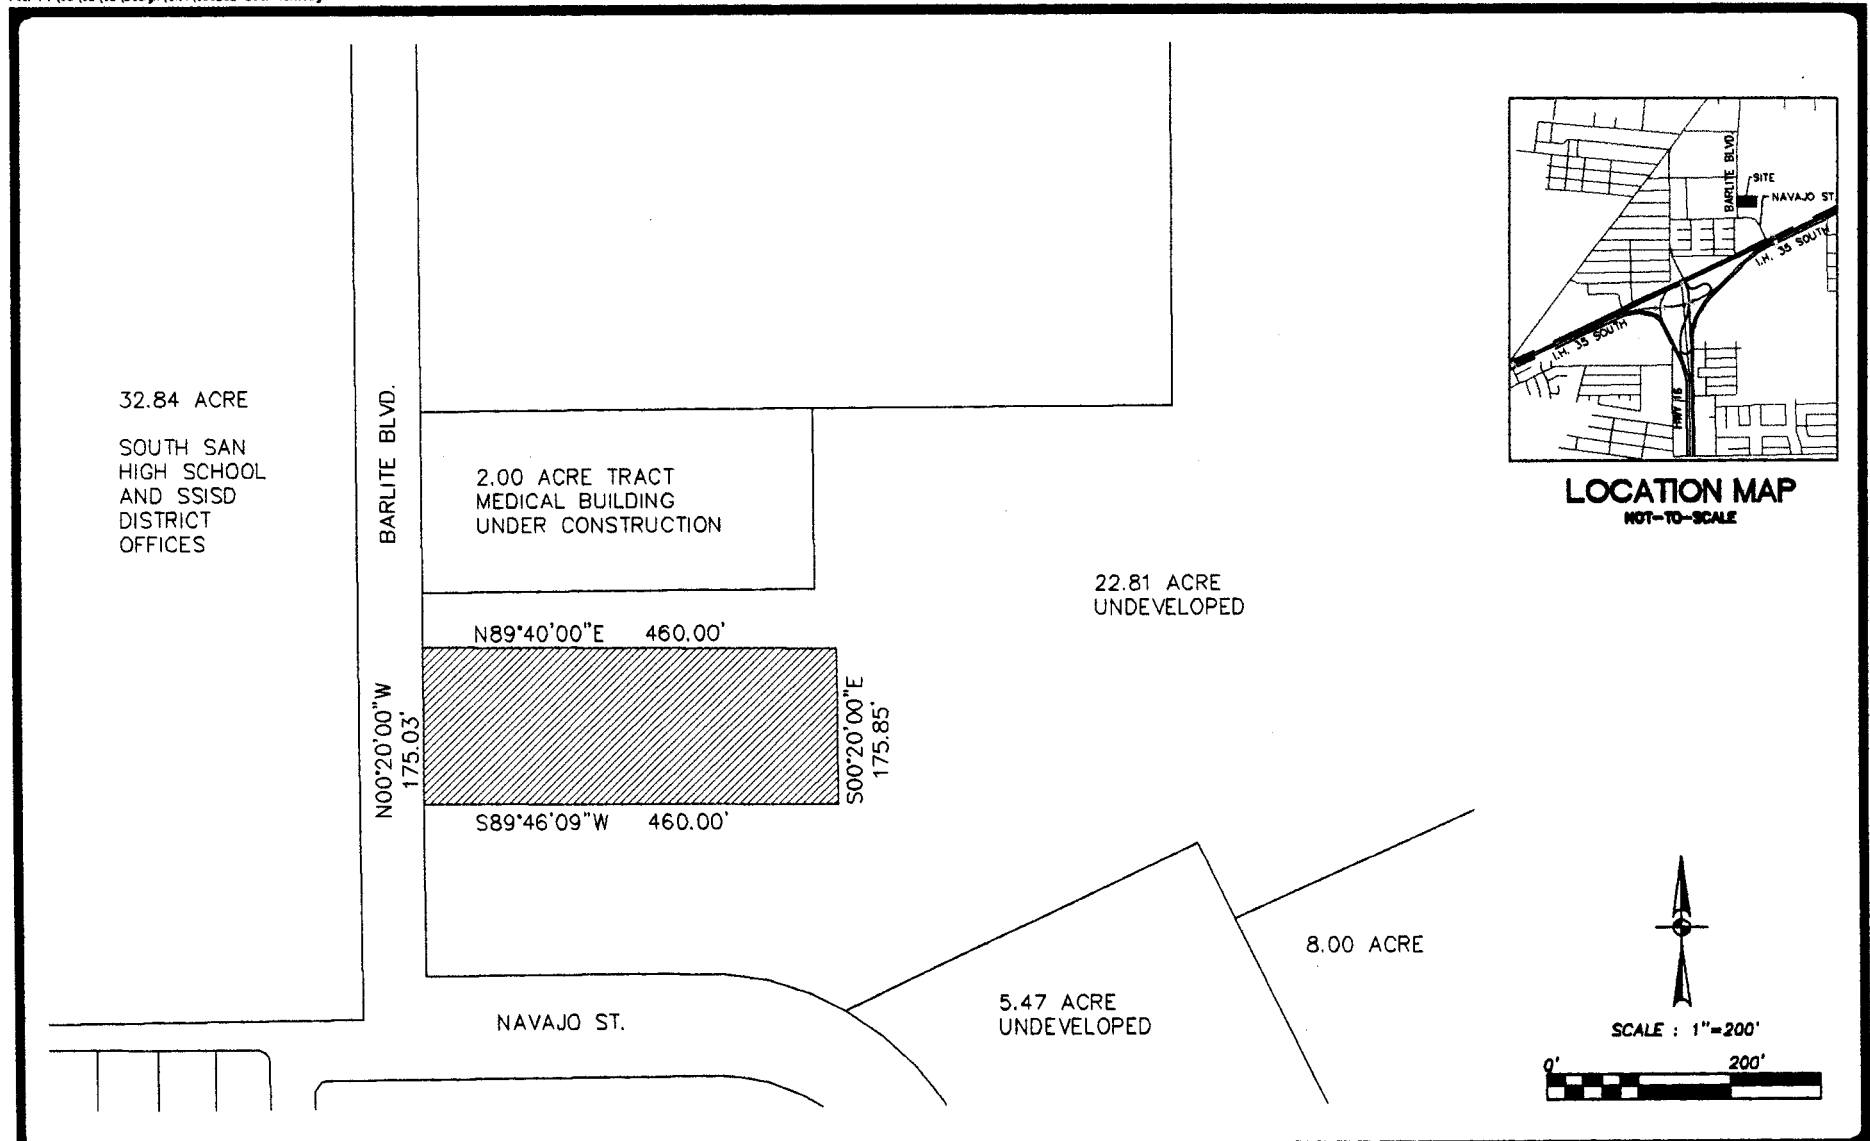 32.84 ACRE
SOUTH SAN
HIGH SCHOOL
AND SSISD
DISTRICT
OFFICES
BARLITE BLVD.
2.00 ACRE TRACT
MEDICAL BUILDING
UNDER CONSTRUCTION
22.81 ACRE
UNDEVELOPED
N89°40'00"E 460.00'
N00°20'00"W
175.03'
S00°20'00"E
175.85'
S89°46'09"W 460.00'
NAVAJO ST.
5.47 ACRE
UNDEVELOPED
8.00 ACRE
BARLITE BLVD.
SITE
NAVAJO ST.
I.H. 35 SOUTH
I.H. 35 SOUTH
HWY 16
LOCATION MAP
NOT-TO-SCALE
SCALE : 1"=200'
0' 200'